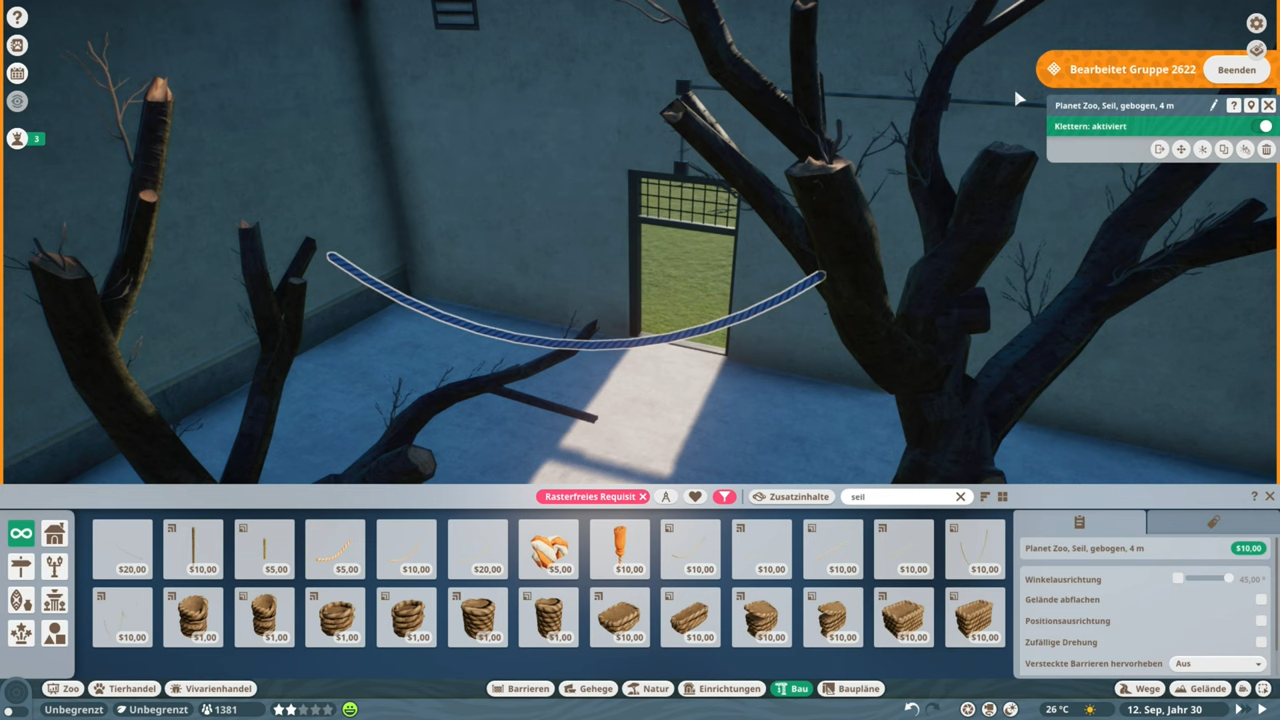 Bearbeitet Gruppe 2622
Beenden
Planet Zoo, Seil, gebogen, 4 m
Klettern: aktiviert
3
Rasterfreies Requisit
Zusatzinhalte
seil
$20,00 $10,00 $5,00 $5,00 $10,00 $20,00 $5,00 $10,00 $10,00 $10,00 $10,00 $10,00 $10,00
$10,00 $1,00 $1,00 $1,00 $1,00 $1,00 $1,00 $10,00 $10,00 $10,00 $10,00 $10,00 $10,00
Planet Zoo, Seil, gebogen, 4 m $10,00
Winkelausrichtung 45,00 °
Gelände abflachen
Positionsausrichtung
Zufällige Drehung
Versteckte Barrieren hervorheben Aus
Zoo Tierhandel Vivarienhandel Barrieren Gehege Natur Einrichtungen Bau Baupläne Wege Gelände
Unbegrenzt Unbegrenzt 1381 26 °C 12. Sep, Jahr 30